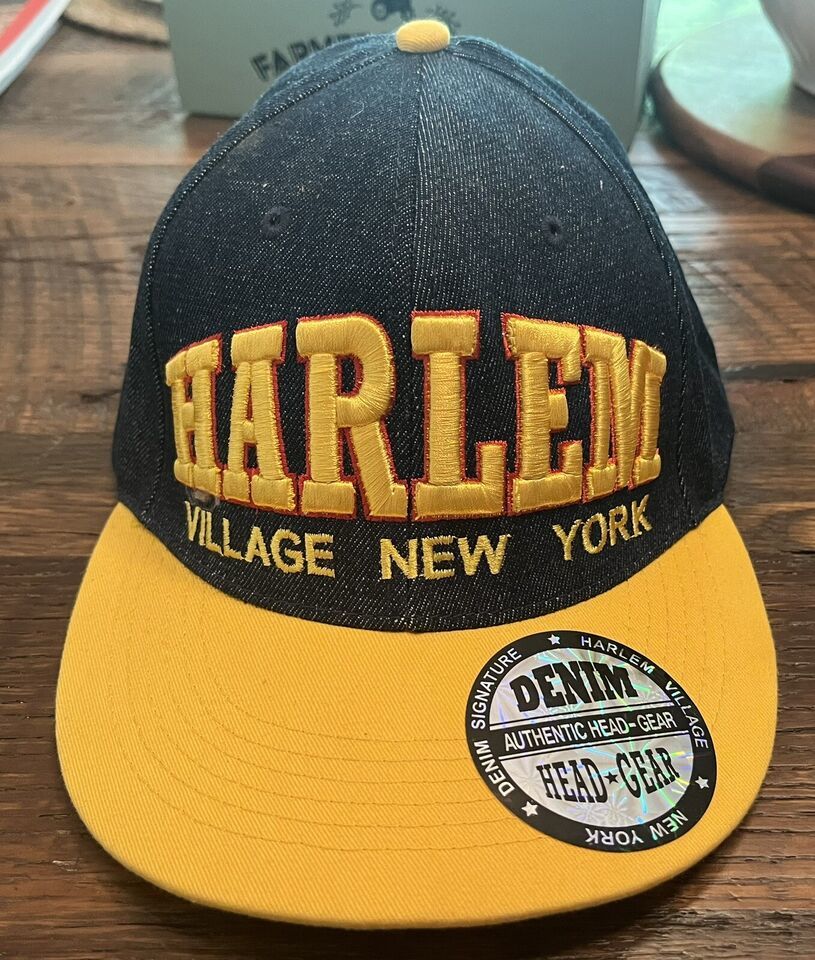 HARLEM
VILLAGE NEW YORK
DENIM SIGNATURE ★ HARLEM VILLAGE
★ NEW YORK ★
DENIM
AUTHENTIC HEAD-GEAR
HEAD★GEAR